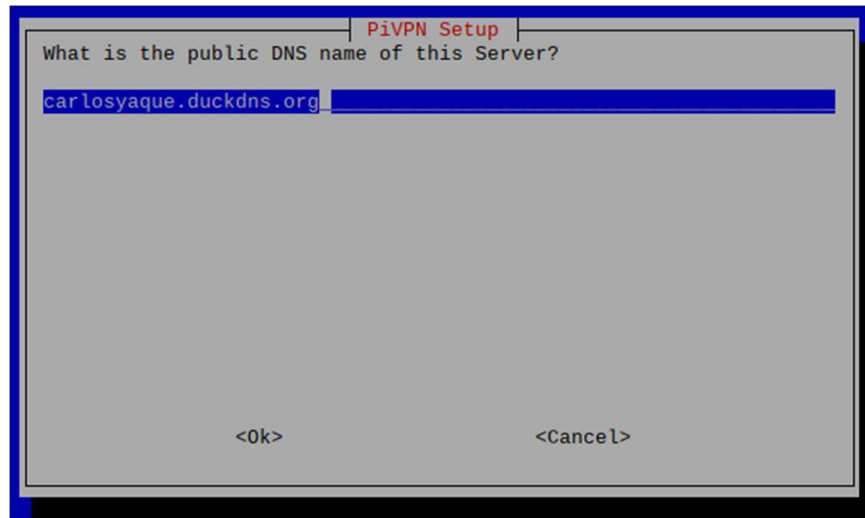 PiVPN Setup
What is the public DNS name of this Server?
carlosyaque.duckdns.org
<Ok> <Cancel>